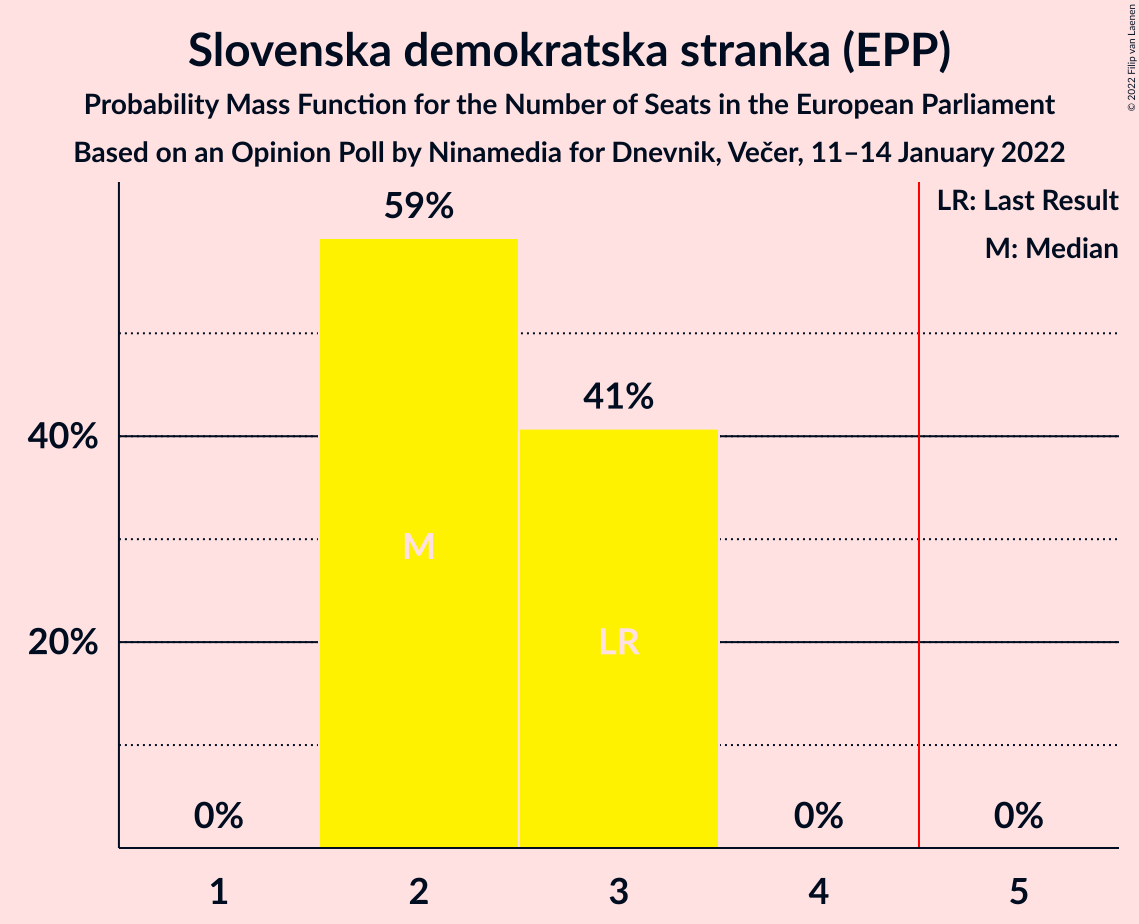 Slovenska demokratska stranka (EPP)
Probability Mass Function for the Number of Seats in the European Parliament
Based on an Opinion Poll by Ninamedia for Dnevnik, Večer, 11–14 January 2022
© 2022 Filip van Laenen
LR: Last Result
M: Median
59%
41%
40%
M
20%
LR
0%
0%
0%
1
2
3
4
5